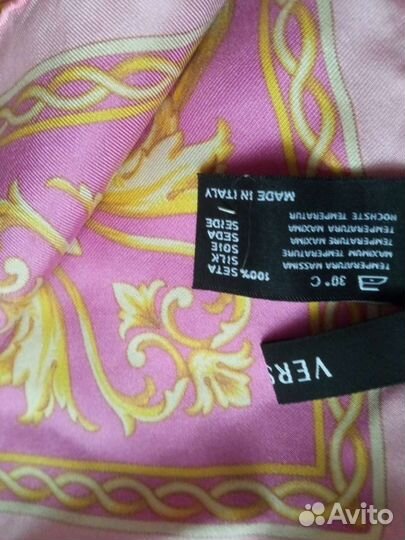 MADE IN ITALY
100% SETA
SILK
SOIE
SEDA
SEIDE
30° C
TEMPERATURA MASSIMA
MAXIMUM TEMPERATUR
TEMPERATURE MAXIMA
TEMPERATURA MAXIMA
HOCHSTE TEMPERATUR
VERS
Avito